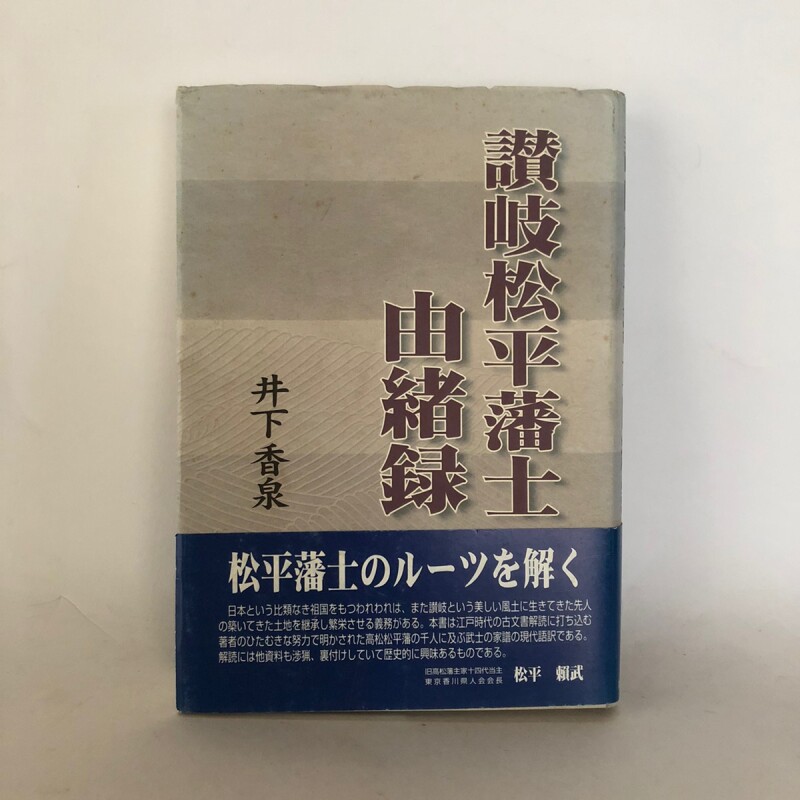 讃岐松平藩士
由緒録
井下香泉
松平藩士のルーツを解く
日本という比類なき祖国をもつわれわれは、また讃岐という美しい風土に生きてきた先人
の築いてきた土地を継承し繁栄させる義務がある。本書は江戸時代の古文書解読に打ち込む
著者のひたむきな努力で明かされた高松松平藩の千人に及ぶ武士の家譜の現代語訳である。
解読には他資料も渉猟、裏付けしていて歴史的に興味あるものである。
旧高松藩主家十四代当主
東京香川県人会会長
松平 頼武